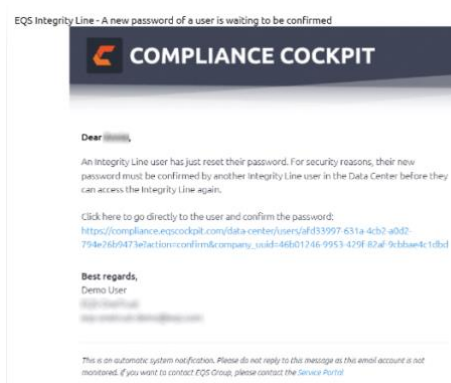 EQS Integrity Line - A new password of a user is waiting to be confirmed
COMPLIANCE COCKPIT
Dear
An Integrity Line user has just reset their password. For security reasons, their new
password must be confirmed by another Integrity Line user in the Data Center before they
can access the Integrity Line again.
Click here to go directly to the user and confirm the password:
https://compliance.eqscockpit.com/data-center/users/afd33997-631a-4cb2-a0d2-
794e26b9473e?action=confirm&company_uuid=46b01246-9953-429f-82af-9cbbae4c1dbd
Best regards,
Demo User
This is an automatic system notification. Please do not reply to this message as this email account is not
monitored. If you want to contact EQS Group, please contact the Service Portal